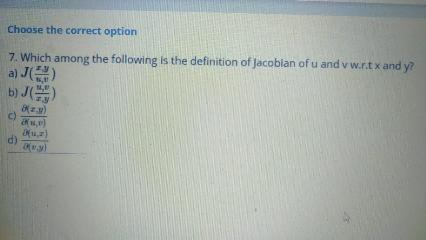 Choose the correct option
7. Which among the following is the definition of Jacobian of u and v w.r.t x and y?
a) J(x,y/u,v)
b) J(u,v/x,y)
c) ∂(x,y)/∂(u,v)
d) ∂(u,x)/∂(v,y)